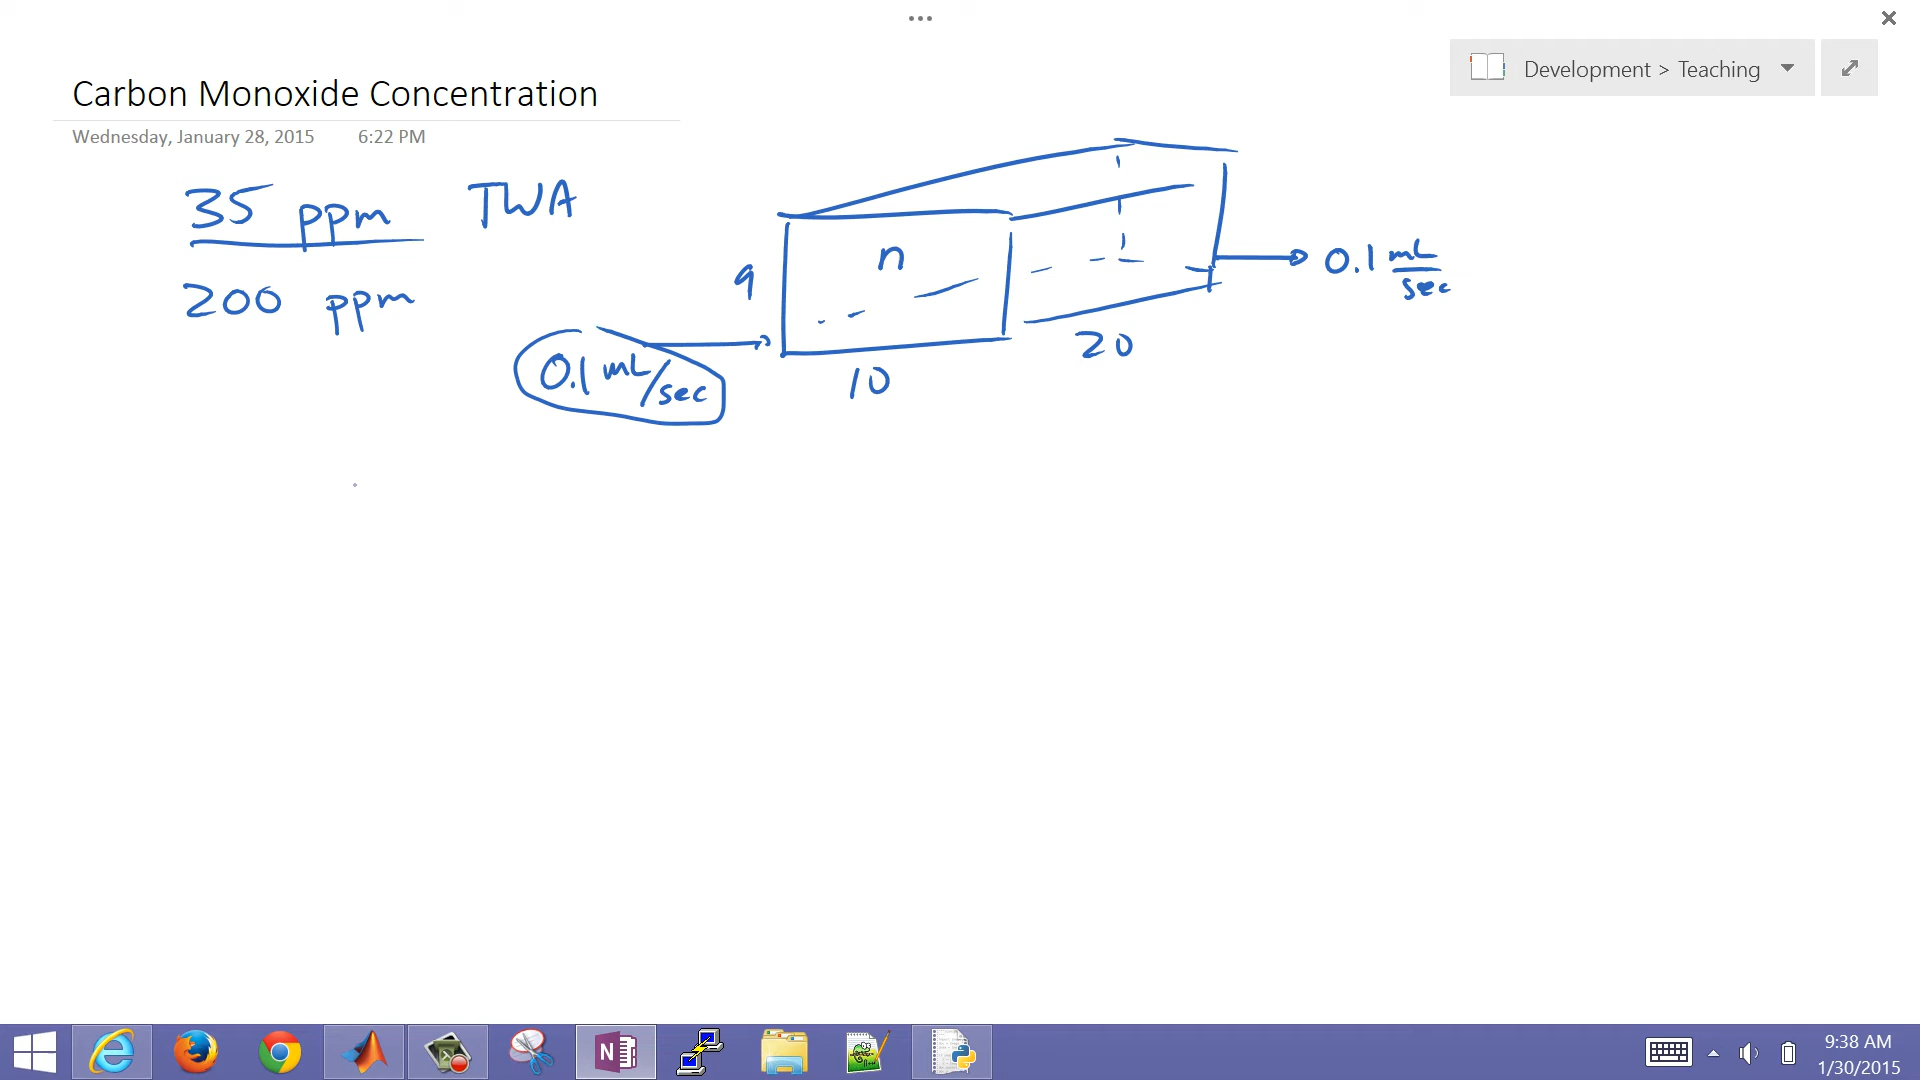 Development > Teaching
Carbon Monoxide Concentration
Wednesday, January 28, 2015 6:22 PM
35 ppm TWA
200 ppm
n
9
10
20
0.1 mL/sec
0.1 mL/sec
N
9:38 AM
1/30/2015